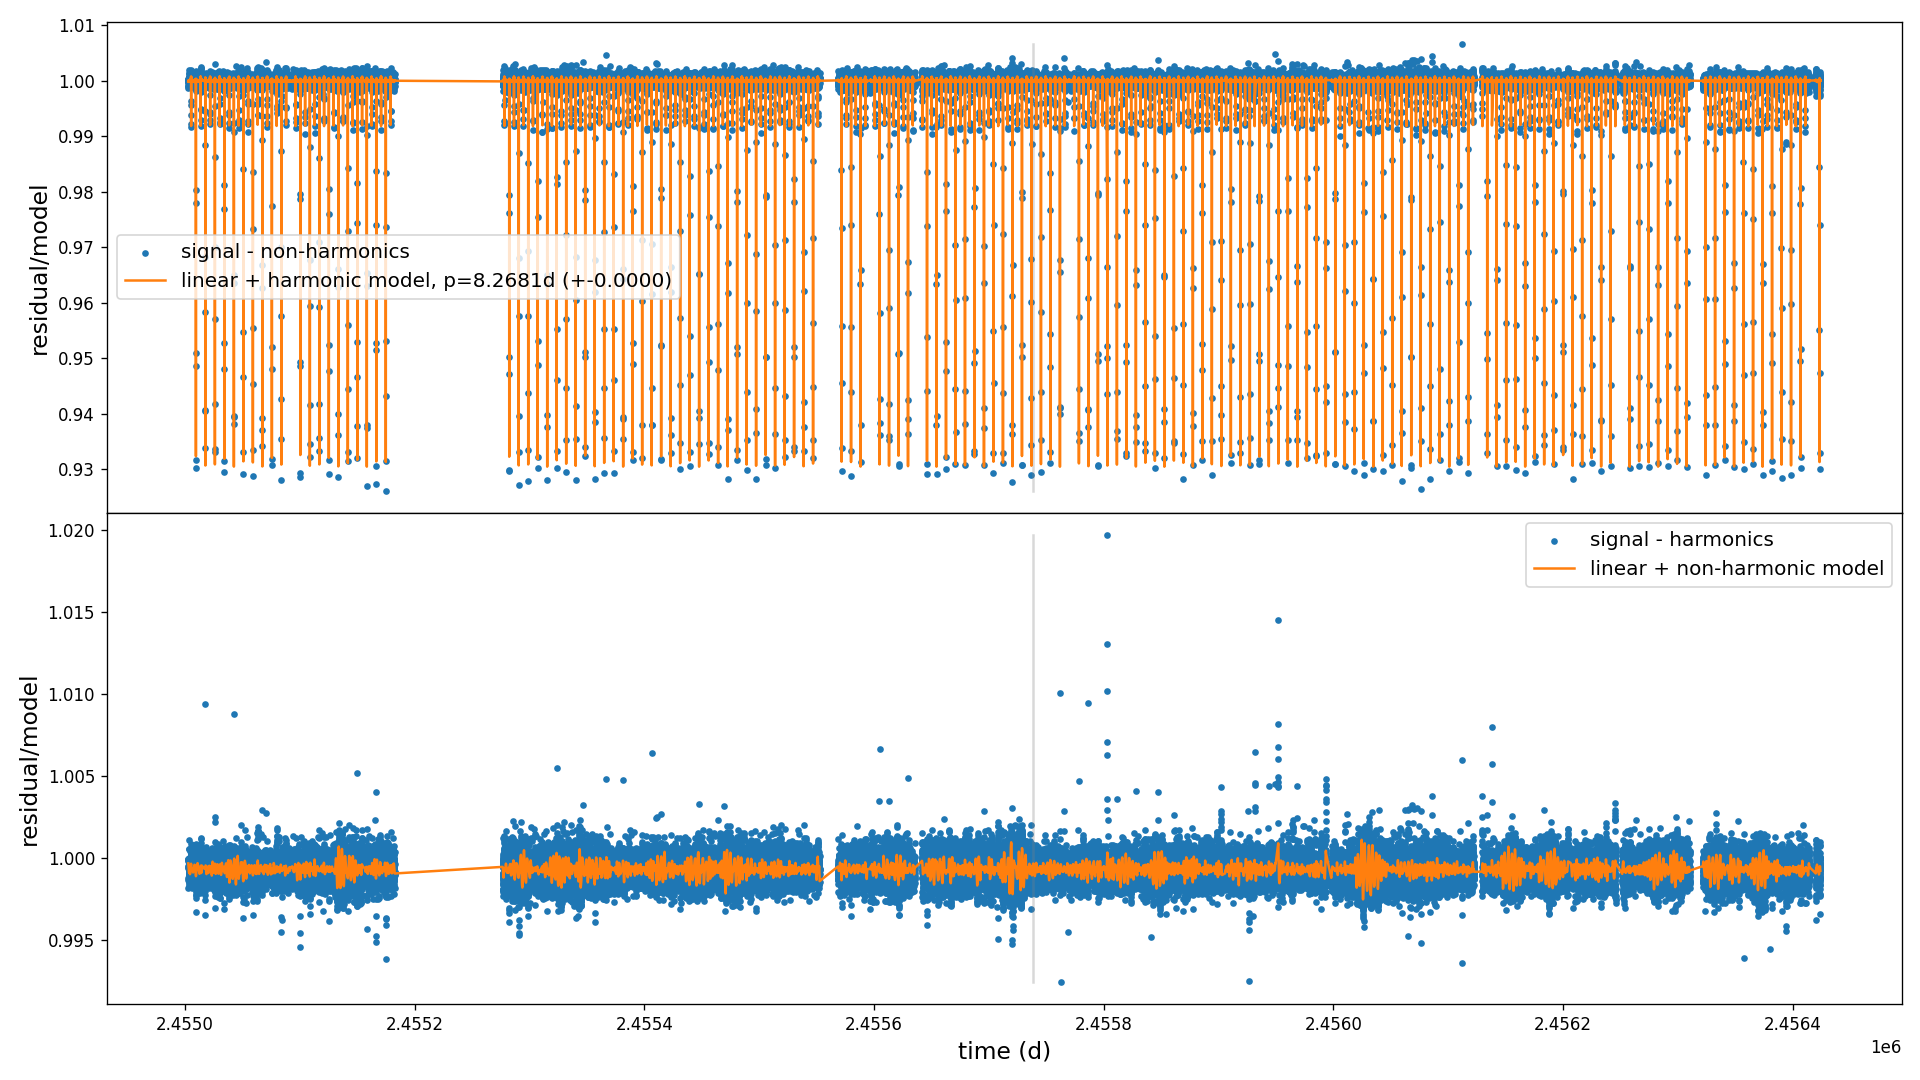 1.01
1.00
0.99
0.98
0.97
0.96
0.95
0.94
0.93
residual/model
signal - non-harmonics
linear + harmonic model, p=8.2681d (+-0.0000)
1.020
1.015
1.010
1.005
1.000
0.995
residual/model
signal - harmonics
linear + non-harmonic model
2.4550 2.4552 2.4554 2.4556 2.4558 2.4560 2.4562 2.4564
1e6
time (d)